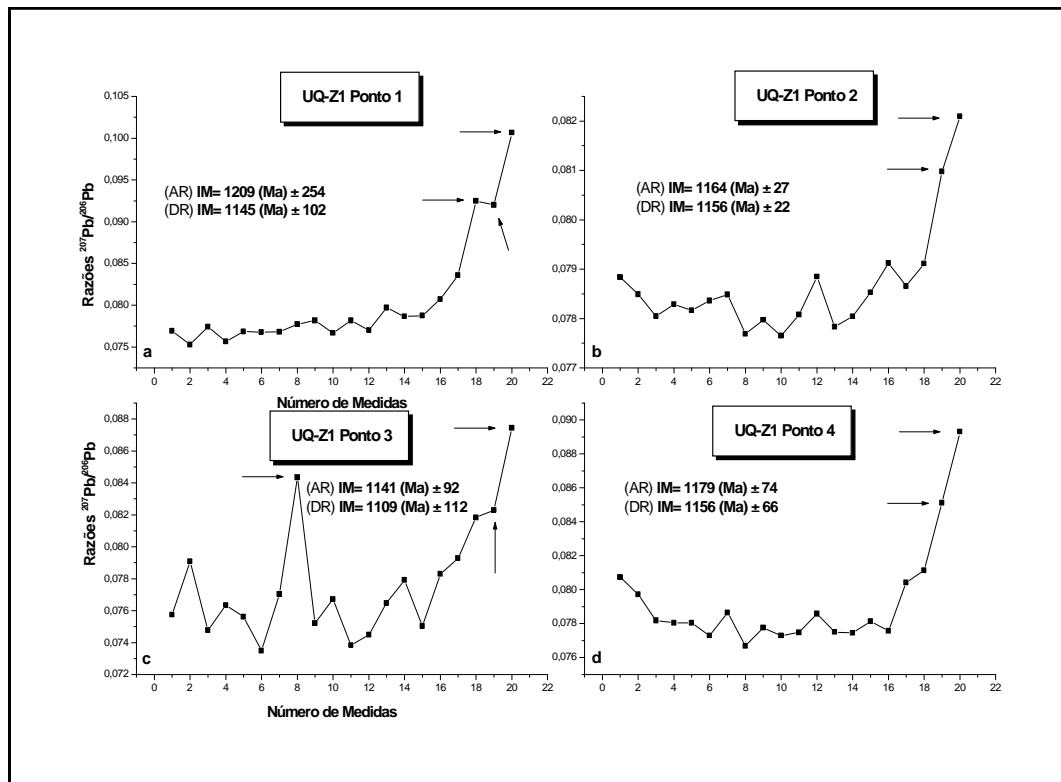 UQ-Z1 Ponto 1
0,105
0,100
0,095
0,090
0,085
0,080
0,075
Razões ²⁰⁷Pb/²⁰⁶Pb
(AR) IM= 1209 (Ma) ± 254
(DR) IM= 1145 (Ma) ± 102
a
0 2 4 6 8 10 12 14 16 18 20 22
Número de Medidas
UQ-Z1 Ponto 2
0,082
0,081
0,080
0,079
0,078
0,077
(AR) IM= 1164 (Ma) ± 27
(DR) IM= 1156 (Ma) ± 22
b
0 2 4 6 8 10 12 14 16 18 20 22
UQ-Z1 Ponto 3
0,088
0,086
0,084
0,082
0,080
0,078
0,076
0,074
0,072
Razões ²⁰⁷Pb/²⁰⁶Pb
(AR) IM= 1141 (Ma) ± 92
(DR) IM= 1109 (Ma) ± 112
c
0 2 4 6 8 10 12 14 16 18 20 22
Número de Medidas
UQ-Z1 Ponto 4
0,090
0,088
0,086
0,084
0,082
0,080
0,078
0,076
(AR) IM= 1179 (Ma) ± 74
(DR) IM= 1156 (Ma) ± 66
d
0 2 4 6 8 10 12 14 16 18 20 22